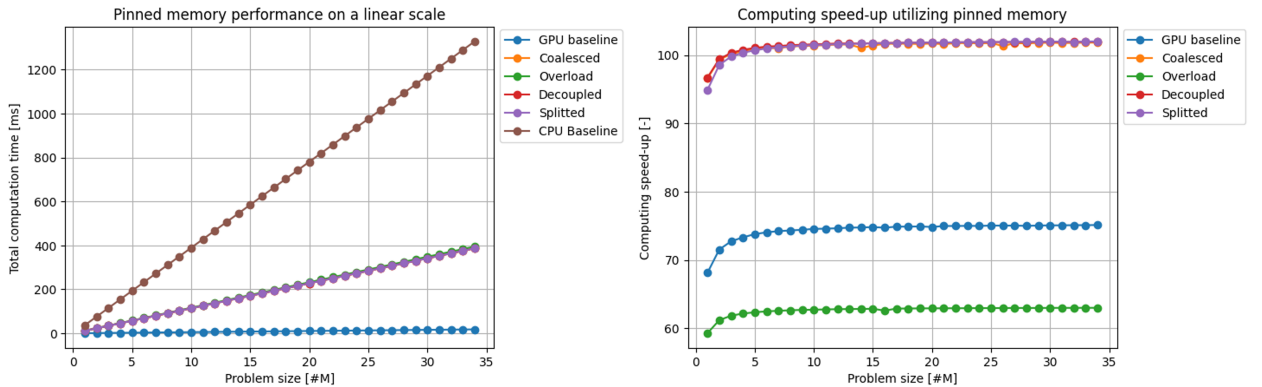 Pinned memory performance on a linear scale
Total computation time [ms]
1200
1000
800
600
400
200
0
0 5 10 15 20 25 30 35
Problem size [#M]
GPU baseline
Coalesced
Overload
Decoupled
Splitted
CPU Baseline
Computing speed-up utilizing pinned memory
Computing speed-up [-]
100
90
80
70
60
0 5 10 15 20 25 30 35
Problem size [#M]
GPU baseline
Coalesced
Overload
Decoupled
Splitted